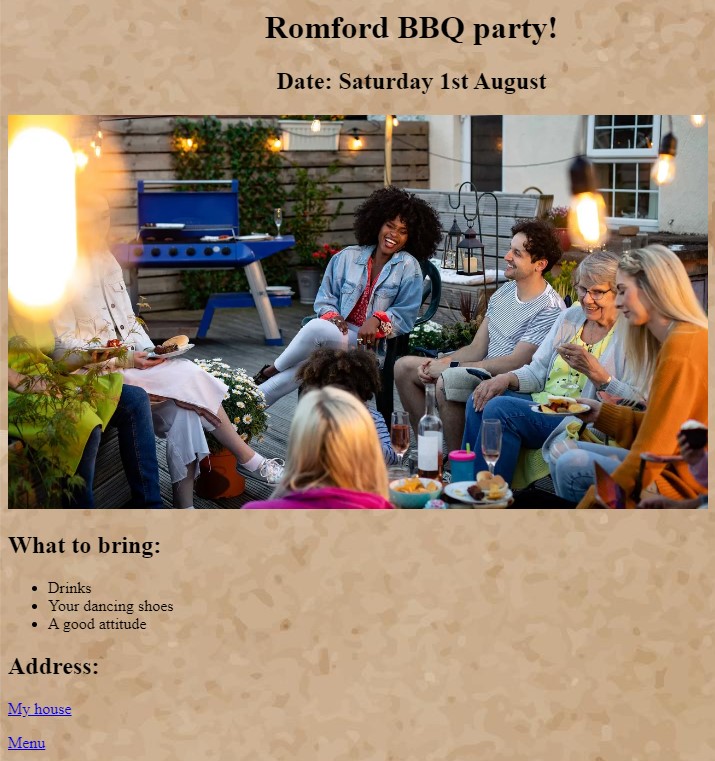 Romford BBQ party!
Date: Saturday 1st August
What to bring:
Drinks
Your dancing shoes
A good attitude
Address:
My house
Menu